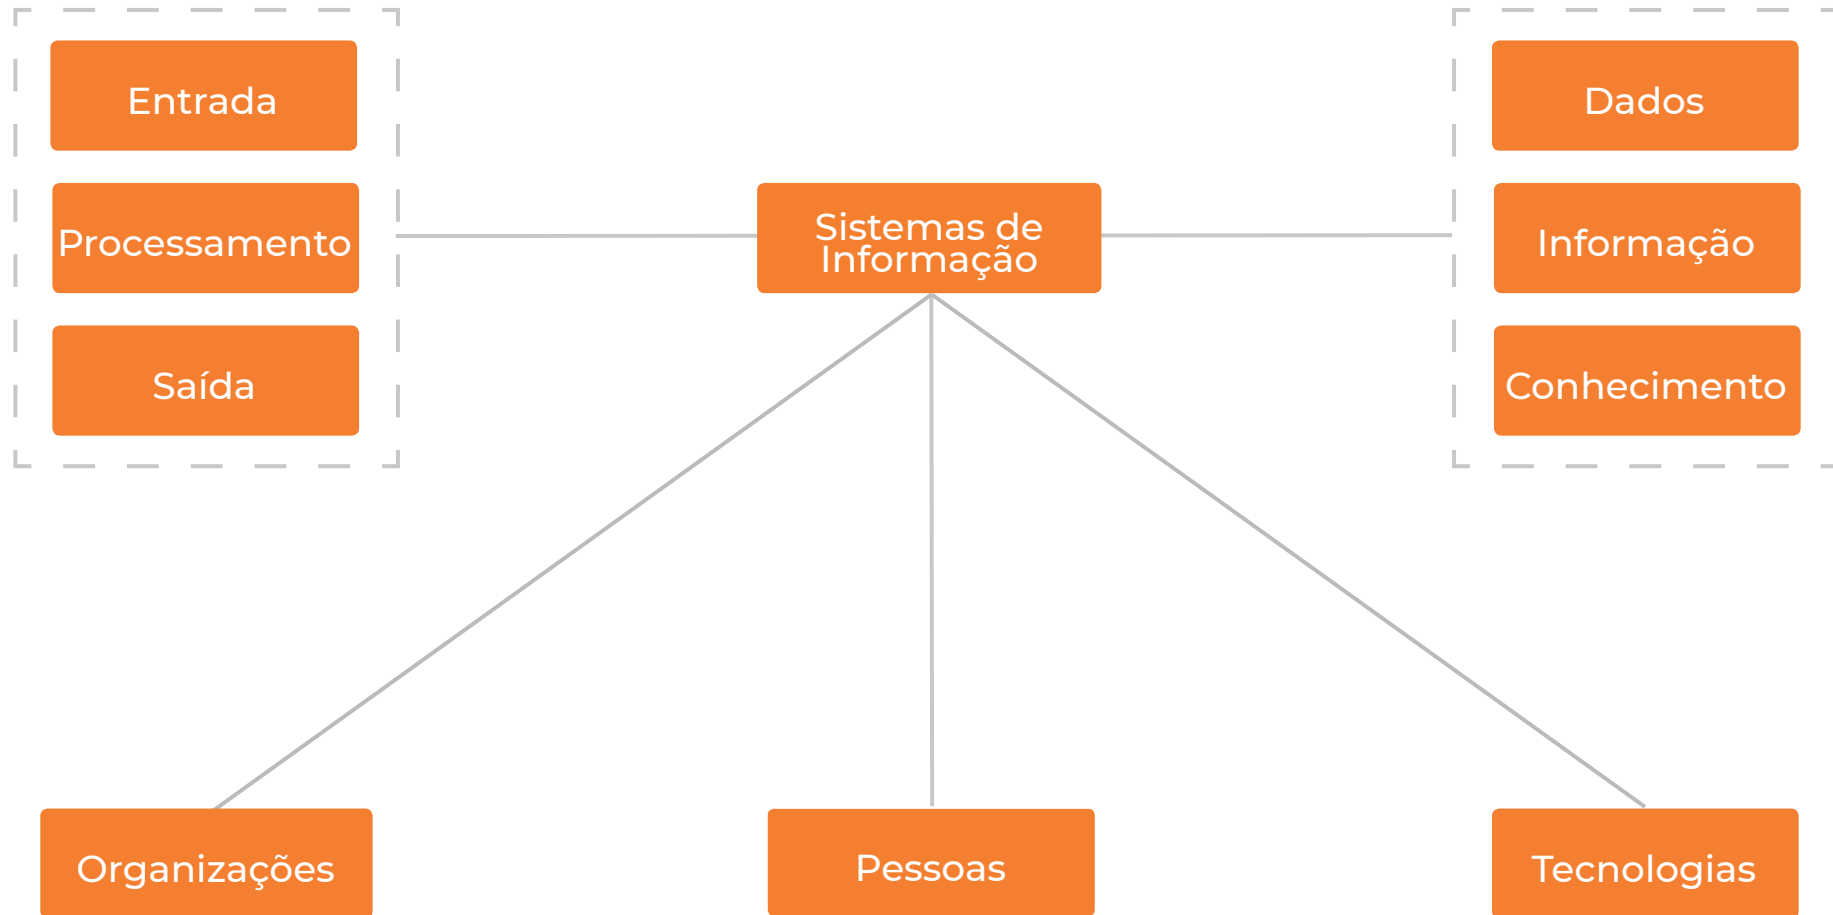 Entrada
Processamento
Saída
Sistemas de
Informação
Dados
Informação
Conhecimento
Organizações
Pessoas
Tecnologias